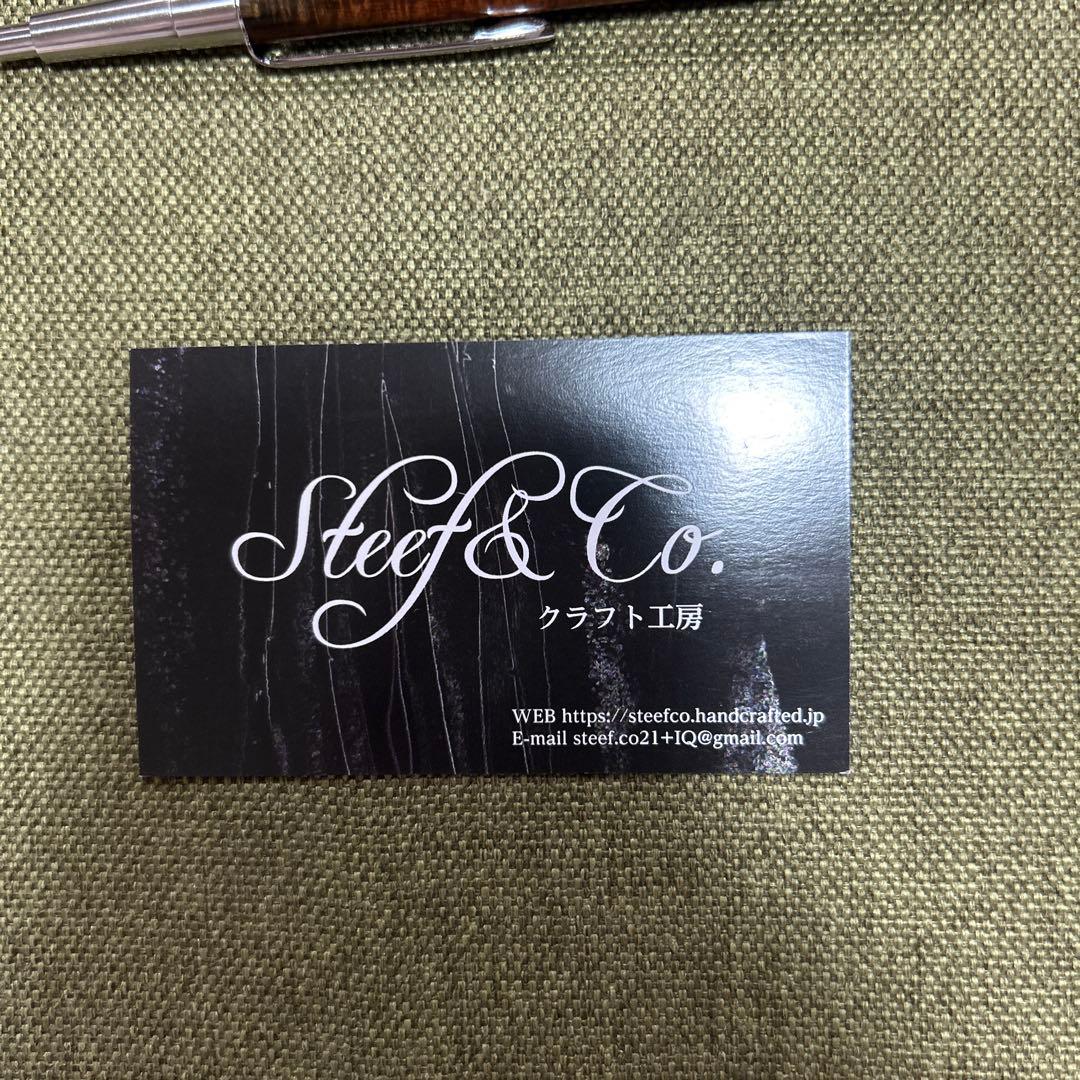 Steef & Co.
クラフト工房
WEB https://steefco.handcrafted.jp
E-mail steef.co21+IQ@gmail.com